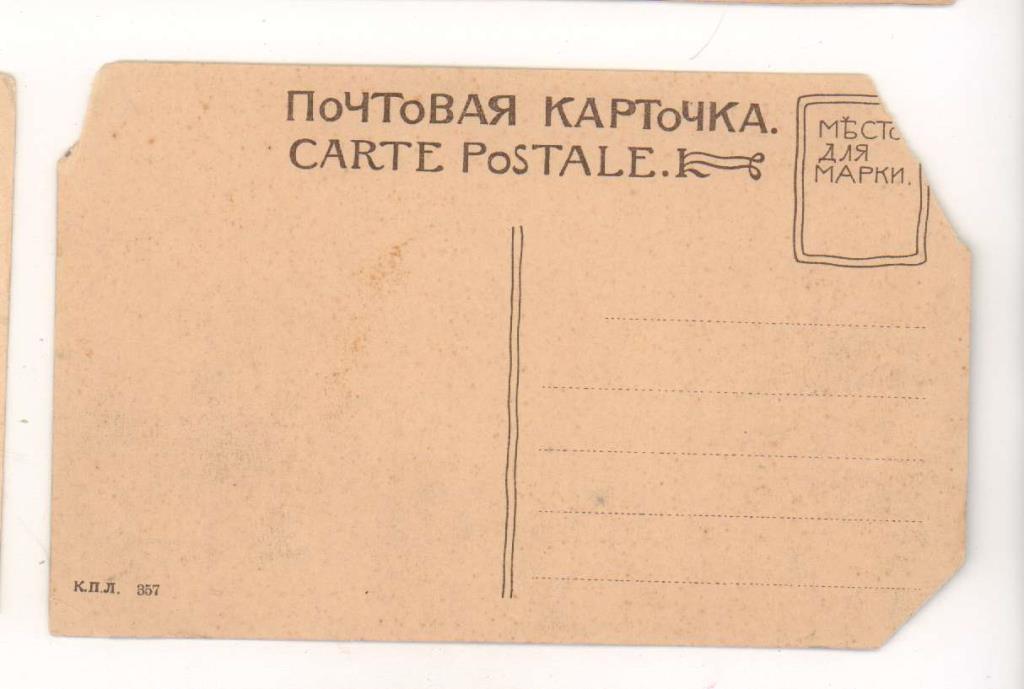 ПОЧТОВАЯ КАРТОЧКА.
CARTE POSTALE.
МѢСТО
ДЛЯ
МАРКИ.
К.П.Л. 357